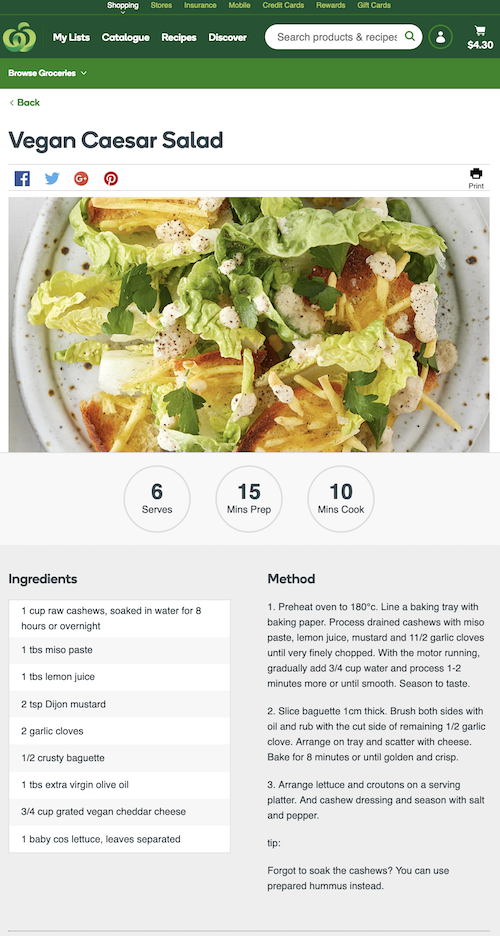 Shopping Stores Insurance Mobile Credit Cards Rewards Gift Cards
My Lists Catalogue Recipes Discover
Search products & recipes
$4.30
Browse Groceries
Back
Vegan Caesar Salad
G+
Print
6
Serves
15
Mins Prep
10
Mins Cook
Ingredients
1 cup raw cashews, soaked in water for 8
hours or overnight
1 tbs miso paste
1 tbs lemon juice
2 tsp Dijon mustard
2 garlic cloves
1/2 crusty baguette
1 tbs extra virgin olive oil
3/4 cup grated vegan cheddar cheese
1 baby cos lettuce, leaves separated
Method
1. Preheat oven to 180°c. Line a baking tray with
baking paper. Process drained cashews with miso
paste, lemon juice, mustard and 11/2 garlic cloves
until very finely chopped. With the motor running,
gradually add 3/4 cup water and process 1-2
minutes more or until smooth. Season to taste.
2. Slice baguette 1cm thick. Brush both sides with
oil and rub with the cut side of remaining 1/2 garlic
clove. Arrange on tray and scatter with cheese.
Bake for 8 minutes or until golden and crisp.
3. Arrange lettuce and croutons on a serving
platter. And cashew dressing and season with salt
and pepper.
tip:
Forgot to soak the cashews? You can use
prepared hummus instead.